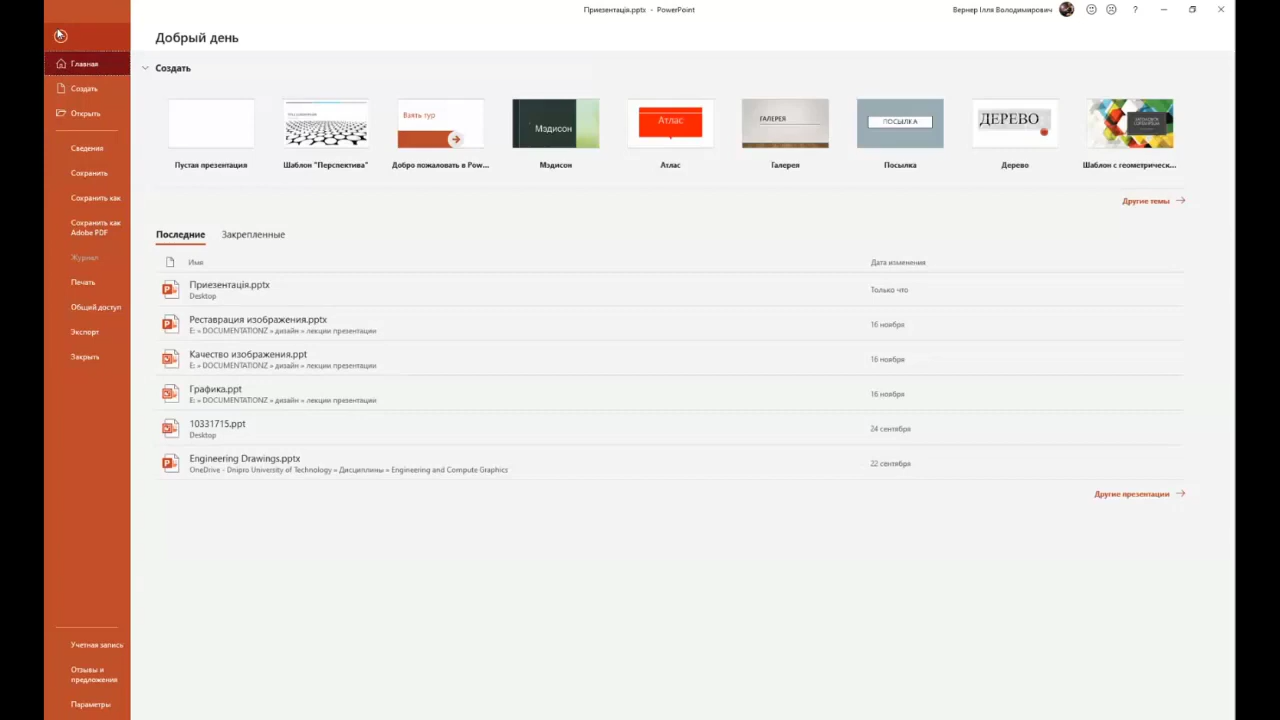 Приезентація.pptx - PowerPoint
Вернер Ілля Володимирович
?
Добрый день
Главная
Создать
Открыть
Сведения
Сохранить
Сохранить как
Сохранить как
Adobe PDF
Журнал
Печать
Общий доступ
Экспорт
Закрыть
Учетная запись
Отзывы и
предложения
Параметры
Создать
Взять тур
Мэдисон
Атлас
ГАЛЕРЕЯ
ПОСЫЛКА
ДЕРЕВО
Пустая презентация
Шаблон "Перспектива"
Добро пожаловать в Pow...
Мэдисон
Атлас
Галерея
Посылка
Дерево
Шаблон с геометрическ...
Другие темы
Последние
Закрепленные
Имя
Дата изменения
Приезентація.pptx
Desktop
Только что
Реставрация изображения.pptx
E: » DOCUMENTATIONZ » дизайн » лекции презентации
16 ноября
Качество изображения.ppt
E: » DOCUMENTATIONZ » дизайн » лекции презентации
16 ноября
Графика.ppt
E: » DOCUMENTATIONZ » дизайн » лекции презентации
16 ноября
10331715.ppt
Desktop
24 сентября
Engineering Drawings.pptx
OneDrive - Dnipro University of Technology » Дисциплины » Engineering and Compute Graphics
22 сентября
Другие презентации